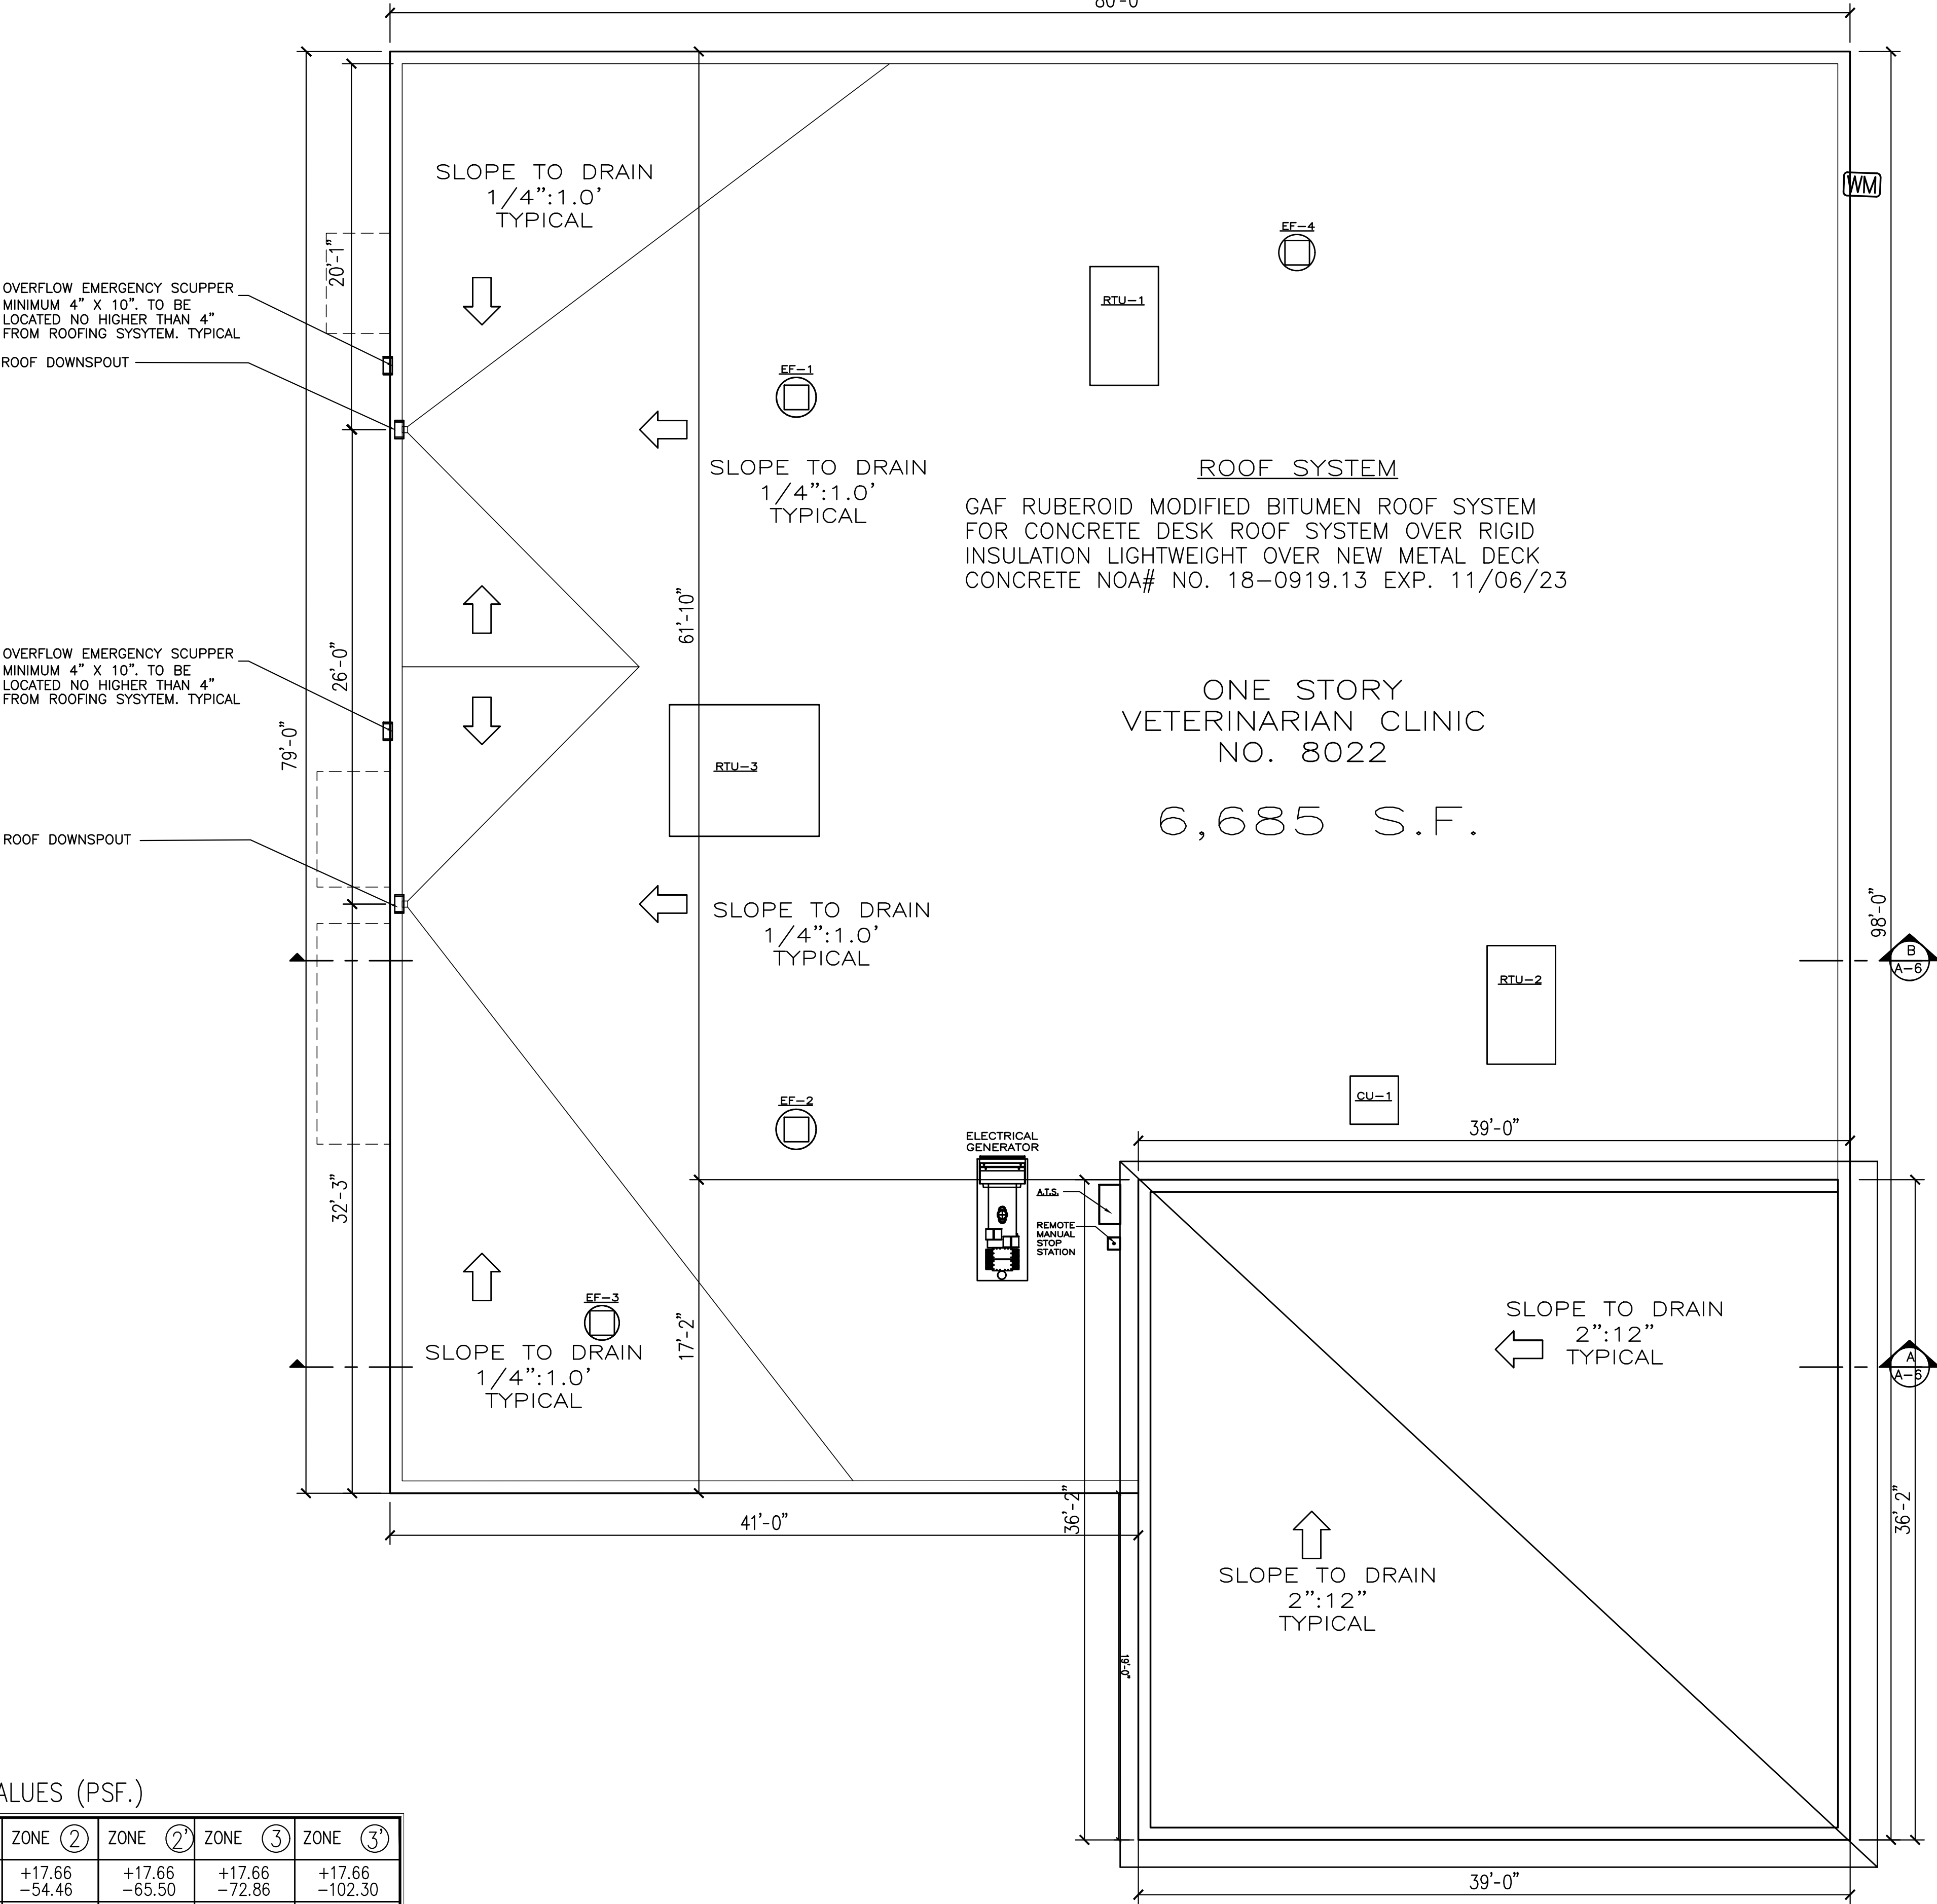 80'-0"
SLOPE TO DRAIN
1/4":1.0'
TYPICAL
WM
EF-4
20'-1"
OVERFLOW EMERGENCY SCUPPER
MINIMUM 4" X 10". TO BE
LOCATED NO HIGHER THAN 4"
FROM ROOFING SYSYTEM. TYPICAL
ROOF DOWNSPOUT
RTU-1
EF-1
SLOPE TO DRAIN
1/4":1.0'
TYPICAL
ROOF SYSTEM
GAF RUBEROID MODIFIED BITUMEN ROOF SYSTEM
FOR CONCRETE DESK ROOF SYSTEM OVER RIGID
INSULATION LIGHTWEIGHT OVER NEW METAL DECK
CONCRETE NOA# NO. 18-0919.13 EXP. 11/06/23
61'-10"
26'-0"
OVERFLOW EMERGENCY SCUPPER
MINIMUM 4" X 10". TO BE
LOCATED NO HIGHER THAN 4"
FROM ROOFING SYSYTEM. TYPICAL
79'-0"
ONE STORY
VETERINARIAN CLINIC
NO. 8022
6,685 S.F.
RTU-3
ROOF DOWNSPOUT
SLOPE TO DRAIN
1/4":1.0'
TYPICAL
98'-0"
B
A-6
RTU-2
CU-1
EF-2
39'-0"
ELECTRICAL
GENERATOR
A.T.S.
REMOTE
MANUAL
STOP
STATION
32'-3"
EF-3
17'-2"
SLOPE TO DRAIN
1/4":1.0'
TYPICAL
SLOPE TO DRAIN
2":12"
TYPICAL
A
A-6
41'-0"
36'-2"
36'-2"
SLOPE TO DRAIN
2":12"
TYPICAL
19'-0"
ALUES (PSF.)
ZONE 2 ZONE 2' ZONE 3 ZONE 3'
+17.66 +17.66 +17.66 +17.66
-54.46 -65.50 -72.86 -102.30
39'-0"